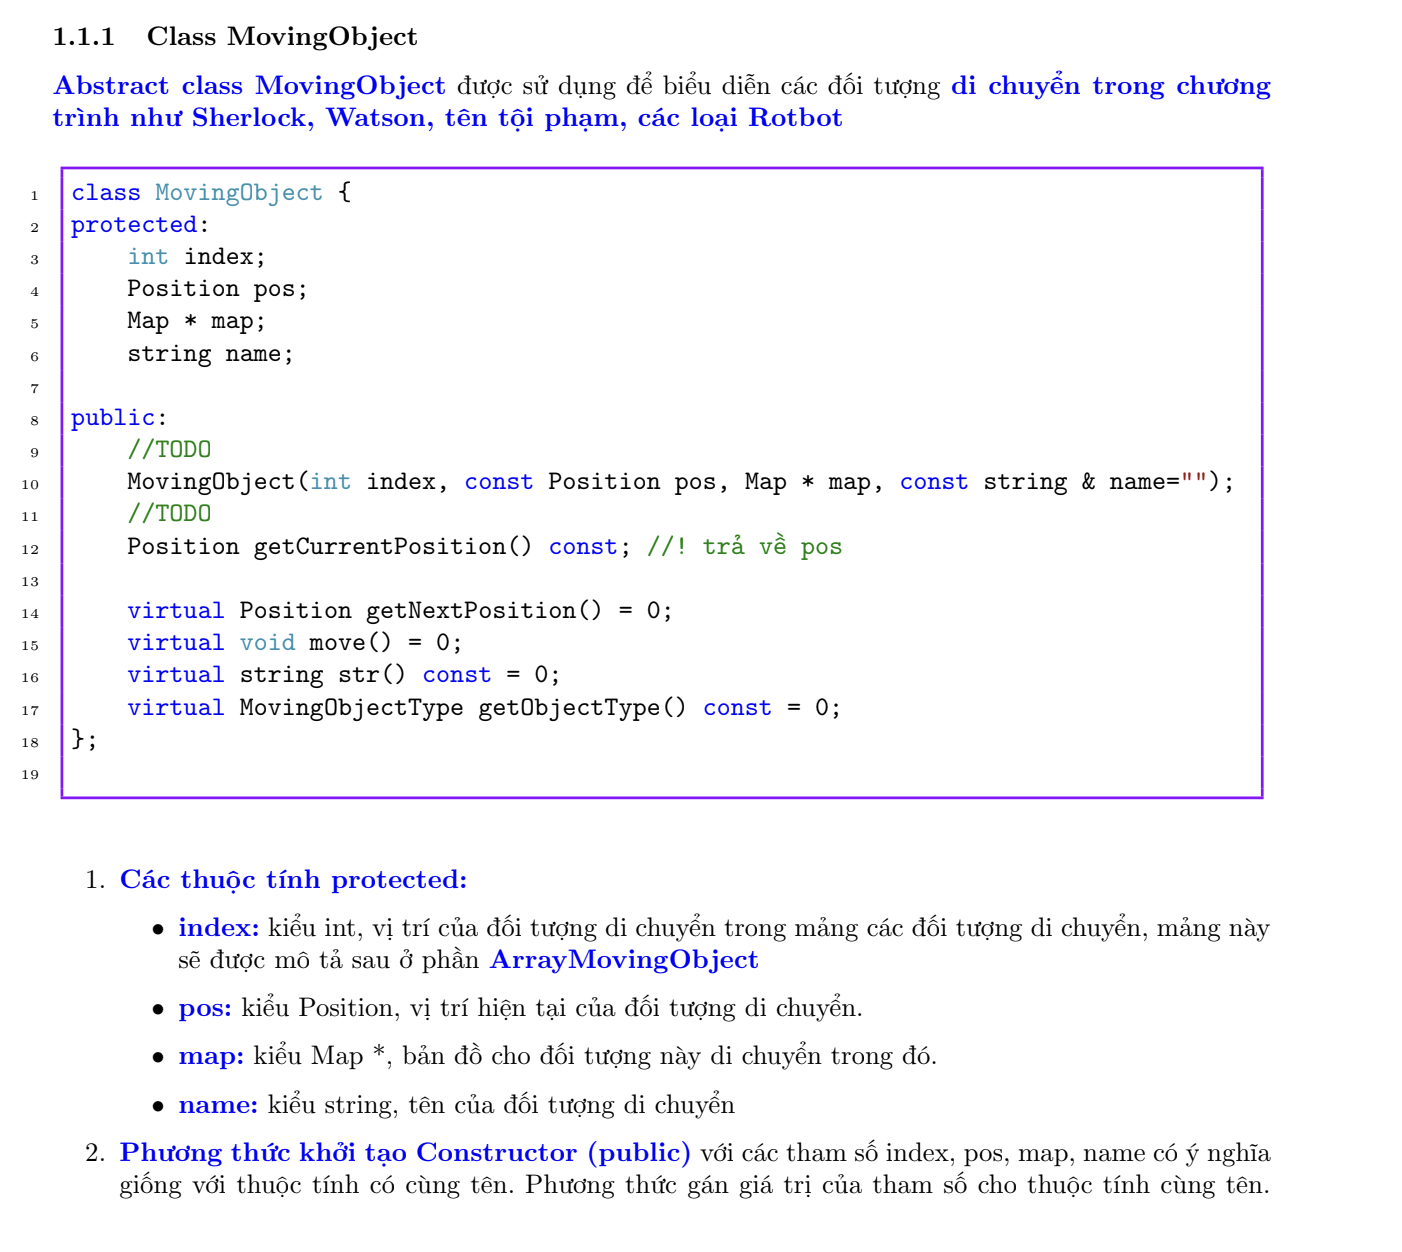 1.1.1 Class MovingObject
Abstract class MovingObject được sử dụng để biểu diễn các đối tượng di chuyển trong chương
trình như Sherlock, Watson, tên tội phạm, các loại Rotbot
1 class MovingObject {
2 protected:
3     int index;
4     Position pos;
5     Map * map;
6     string name;
7
8 public:
9     //TODO
10     MovingObject(int index, const Position pos, Map * map, const string & name="");
11     //TODO
12     Position getCurrentPosition() const; //! trả về pos
13
14     virtual Position getNextPosition() = 0;
15     virtual void move() = 0;
16     virtual string str() const = 0;
17     virtual MovingObjectType getObjectType() const = 0;
18 };
19
1. Các thuộc tính protected:
• index: kiểu int, vị trí của đối tượng di chuyển trong mảng các đối tượng di chuyển, mảng này
sẽ được mô tả sau ở phần ArrayMovingObject
• pos: kiểu Position, vị trí hiện tại của đối tượng di chuyển.
• map: kiểu Map *, bản đồ cho đối tượng này di chuyển trong đó.
• name: kiểu string, tên của đối tượng di chuyển
2. Phương thức khởi tạo Constructor (public) với các tham số index, pos, map, name có ý nghĩa
giống với thuộc tính có cùng tên. Phương thức gán giá trị của tham số cho thuộc tính cùng tên.